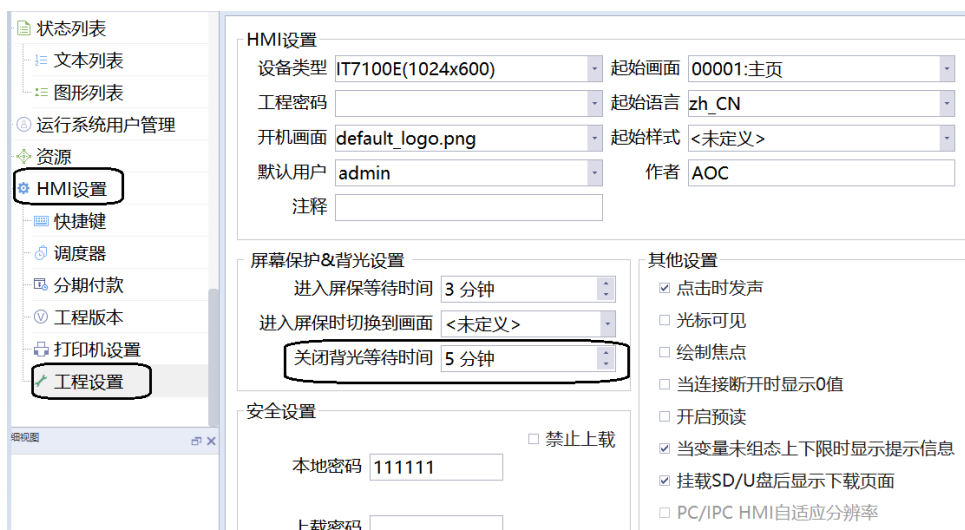 状态列表
文本列表
图形列表
运行系统用户管理
资源
HMI设置
快捷键
调度器
分期付款
工程版本
打印机设置
工程设置
细视图
HMI设置
设备类型 IT7100E(1024x600) 起始画面 00001:主页
工程密码 起始语言 zh_CN
开机画面 default_logo.png 起始样式 <未定义>
默认用户 admin 作者 AOC
注释
屏幕保护&背光设置
进入屏保等待时间 3 分钟
进入屏保时切换到画面 <未定义>
关闭背光等待时间 5 分钟
安全设置
禁止上载
本地密码 111111
上载密码
其他设置
点击时发声
光标可见
绘制焦点
当连接断开时显示0值
开启预读
当变量未组态上下限时显示提示信息
挂载SD/U盘后显示下载页面
PC/IPC HMI自适应分辨率